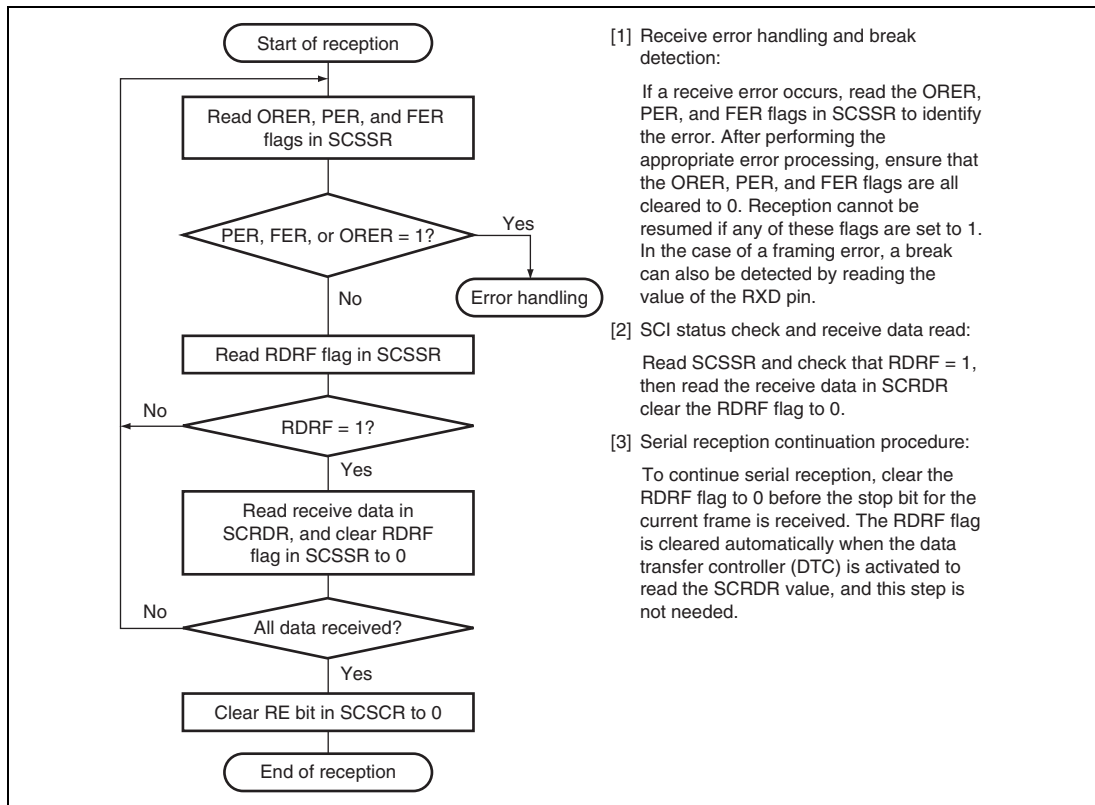 Start of reception
Read ORER, PER, and FER
flags in SCSSR
PER, FER, or ORER = 1?
Yes
Error handling
No
Read RDRF flag in SCSSR
No
RDRF = 1?
Yes
Read receive data in
SCRDR, and clear RDRF
flag in SCSSR to 0
No
All data received?
Yes
Clear RE bit in SCSCR to 0
End of reception
[1] Receive error handling and break
detection:
If a receive error occurs, read the ORER,
PER, and FER flags in SCSSR to identify
the error. After performing the
appropriate error processing, ensure that
the ORER, PER, and FER flags are all
cleared to 0. Reception cannot be
resumed if any of these flags are set to 1.
In the case of a framing error, a break
can also be detected by reading the
value of the RXD pin.
[2] SCI status check and receive data read:
Read SCSSR and check that RDRF = 1,
then read the receive data in SCRDR
clear the RDRF flag to 0.
[3] Serial reception continuation procedure:
To continue serial reception, clear the
RDRF flag to 0 before the stop bit for the
current frame is received. The RDRF flag
is cleared automatically when the data
transfer controller (DTC) is activated to
read the SCRDR value, and this step is
not needed.